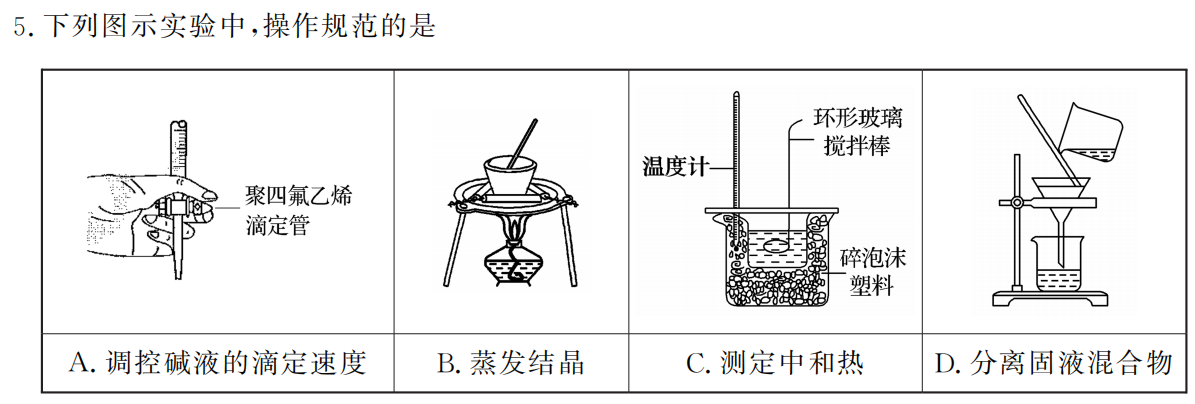 5. 下列图示实验中,操作规范的是
聚四氟乙烯
滴定管
温度计
环形玻璃
搅拌棒
碎泡沫
塑料
A. 调控碱液的滴定速度
B. 蒸发结晶
C. 测定中和热
D. 分离固液混合物